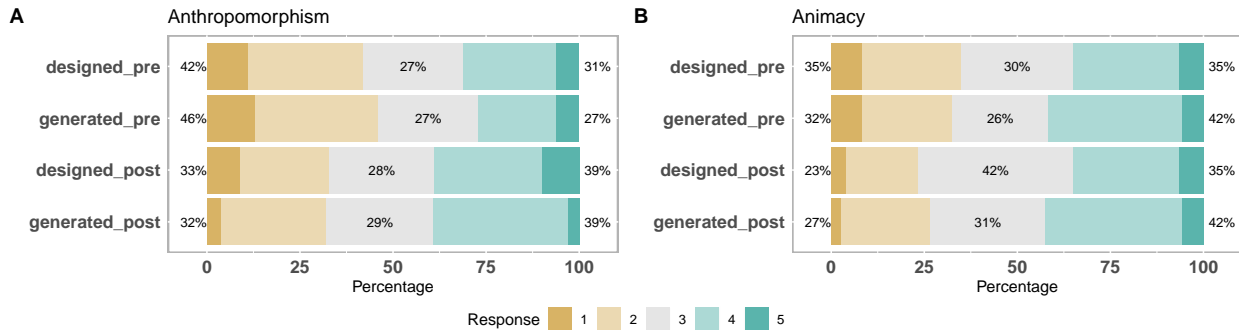 A Anthropomorphism
designed_pre 42% 27% 31%
generated_pre 46% 27% 27%
designed_post 33% 28% 39%
generated_post 32% 29% 39%
0 25 50 75 100
Percentage
B Animacy
designed_pre 35% 30% 35%
generated_pre 32% 26% 42%
designed_post 23% 42% 35%
generated_post 27% 31% 42%
0 25 50 75 100
Percentage
Response 1 2 3 4 5